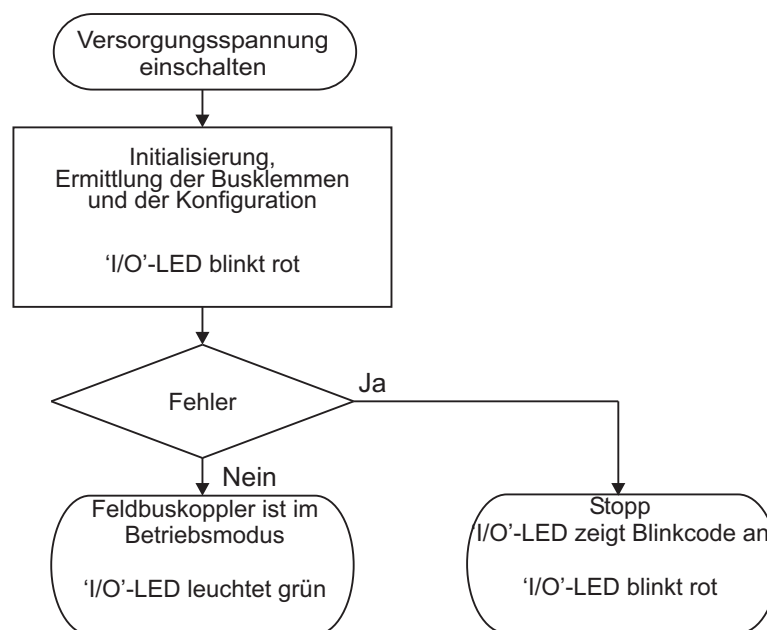 Versorgungsspannung
einschalten
Initialisierung,
Ermittlung der Busklemmen
und der Konfiguration
‘I/O’-LED blinkt rot
Fehler
Ja
Nein
Feldbuskoppler ist im
Betriebsmodus
‘I/O’-LED leuchtet grün
Stopp
‘I/O’-LED zeigt Blinkcode an
‘I/O’-LED blinkt rot